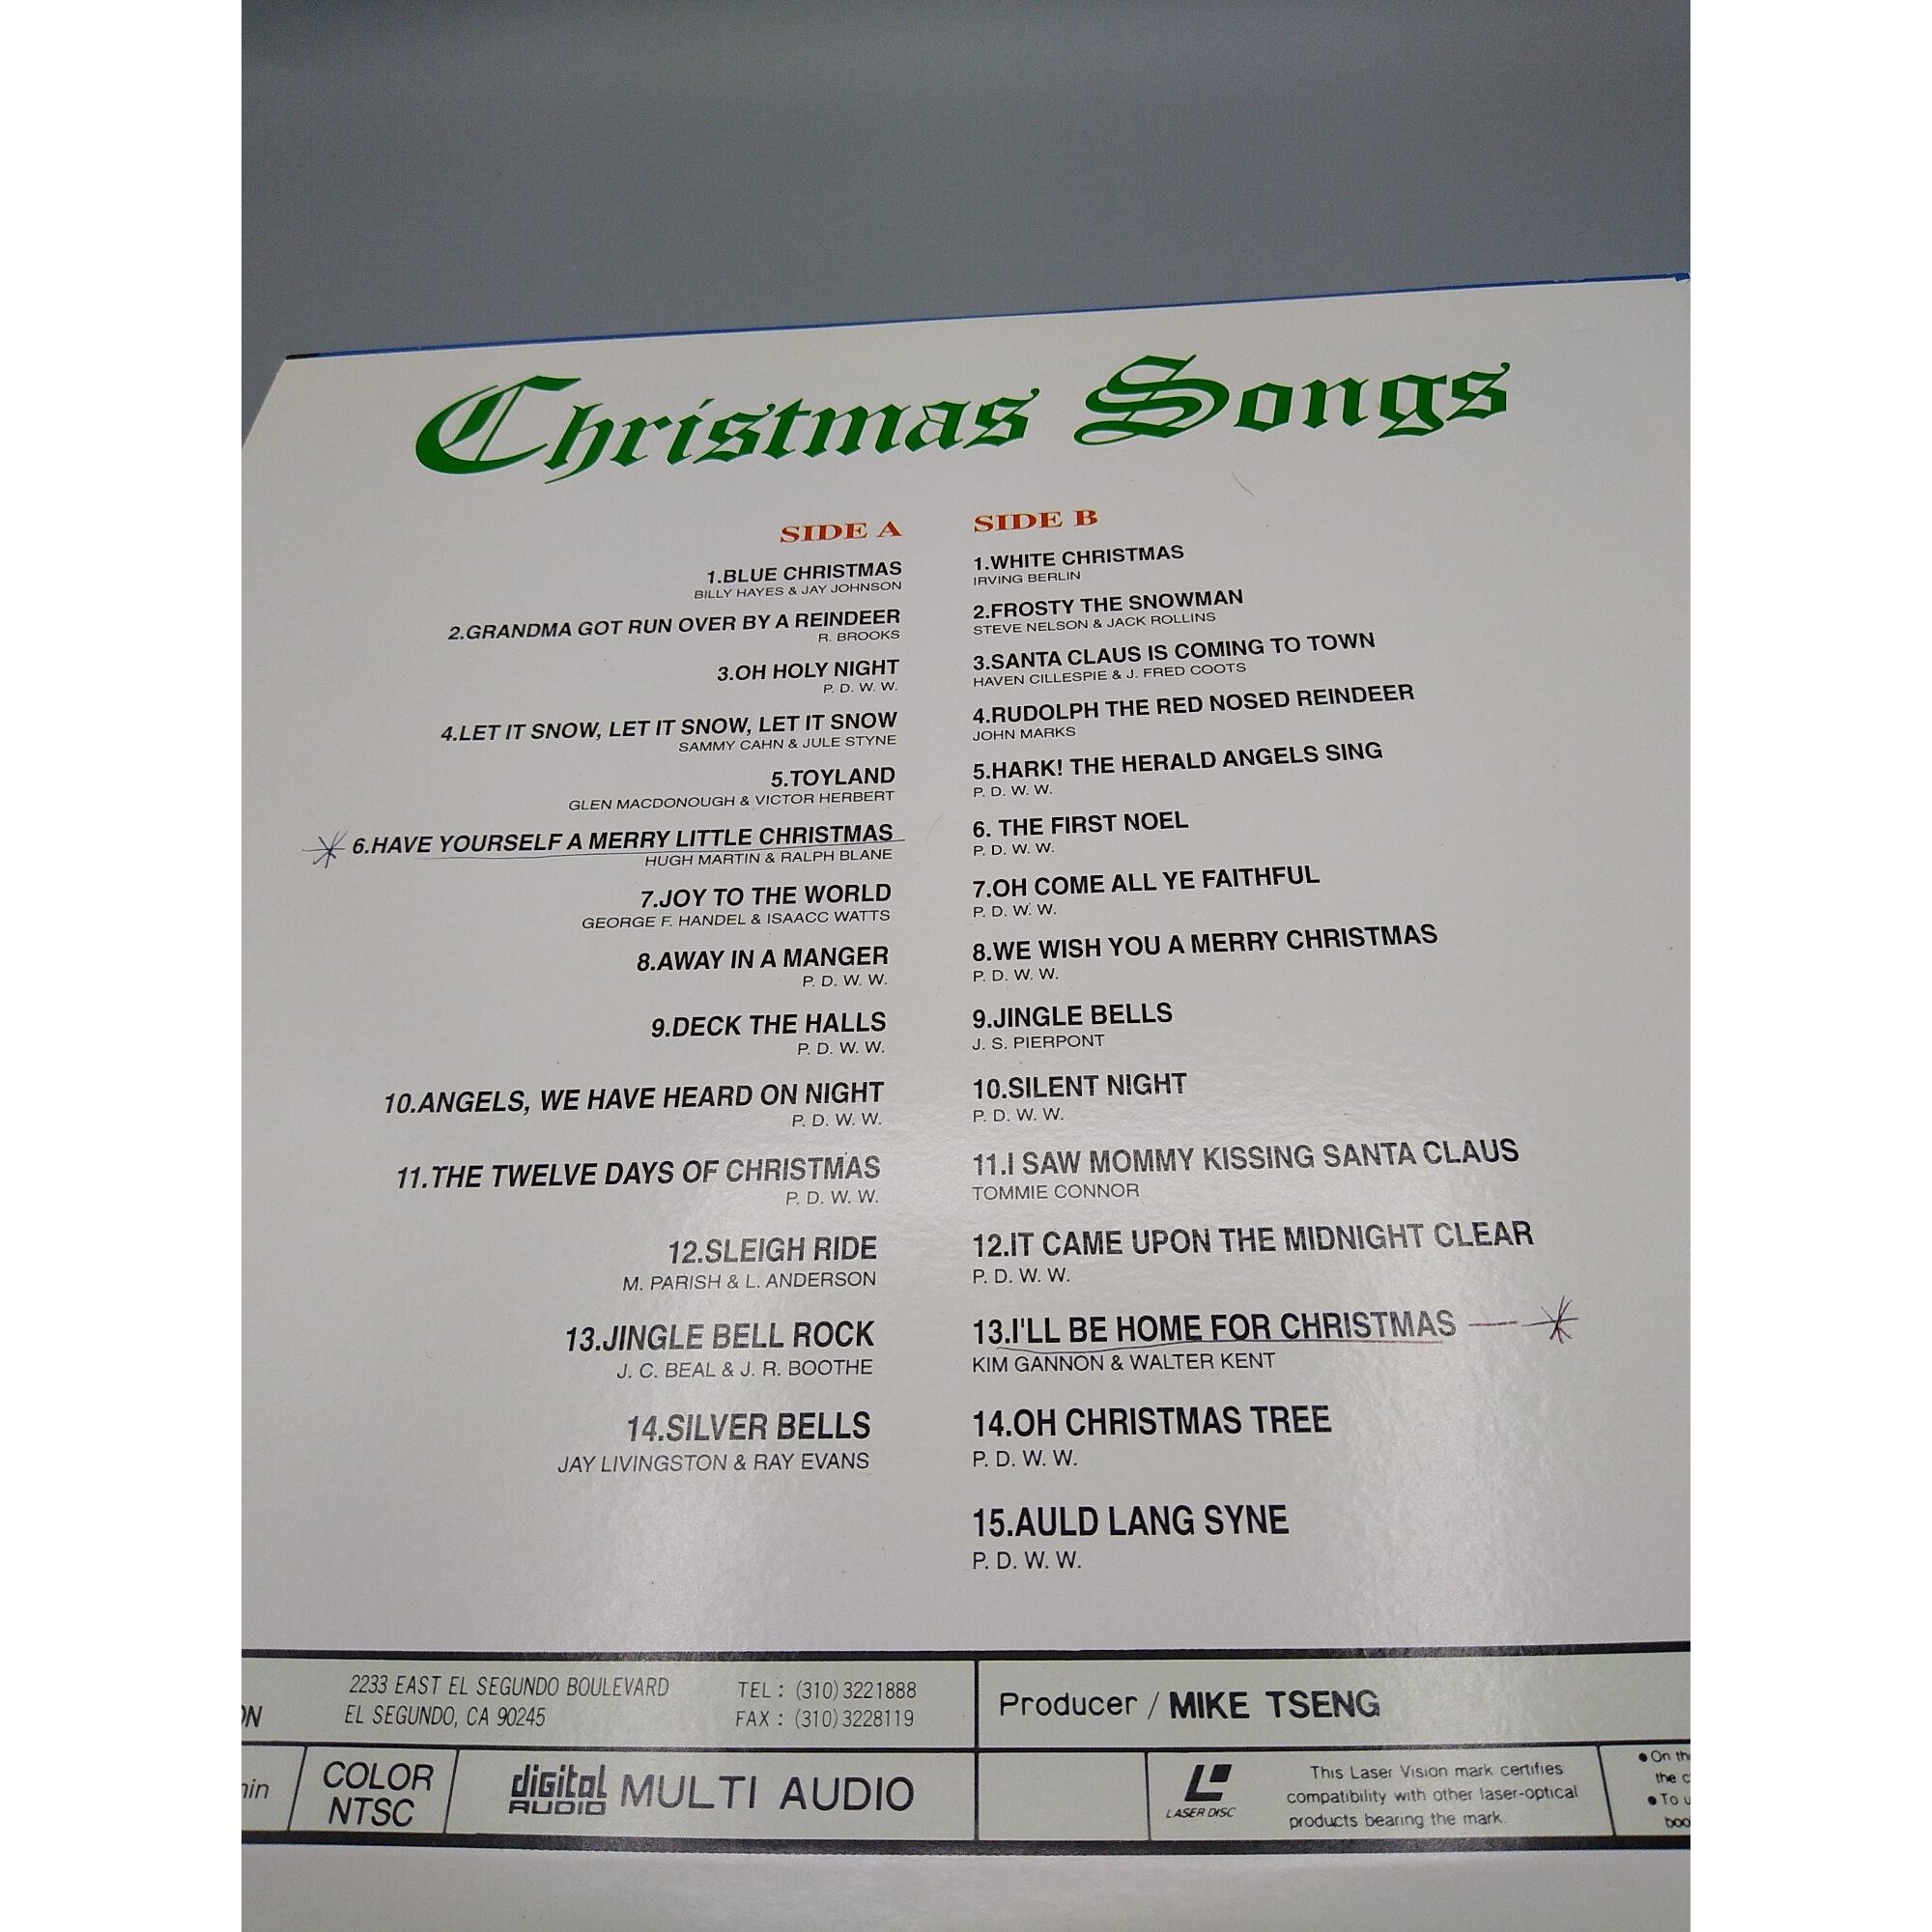 Christmas Songs
SIDE A
1.BLUE CHRISTMAS
BILLY HAYES & JAY JOHNSON
2.GRANDMA GOT RUN OVER BY A REINDEER
R. BROOKS
3.OH HOLY NIGHT
P. D. W. W.
4.LET IT SNOW, LET IT SNOW, LET IT SNOW
SAMMY CAHN & JULE STYNE
5.TOYLAND
GLEN MACDONOUGH & VICTOR HERBERT
6.HAVE YOURSELF A MERRY LITTLE CHRISTMAS
HUGH MARTIN & RALPH BLANE
7.JOY TO THE WORLD
GEORGE F. HANDEL & ISAACC WATTS
8.AWAY IN A MANGER
P. D. W. W.
9.DECK THE HALLS
P. D. W. W.
10.ANGELS, WE HAVE HEARD ON NIGHT
P. D. W. W.
11.THE TWELVE DAYS OF CHRISTMAS
P. D. W. W.
12.SLEIGH RIDE
M. PARISH & L. ANDERSON
13.JINGLE BELL ROCK
J. C. BEAL & J. R. BOOTHE
14.SILVER BELLS
JAY LIVINGSTON & RAY EVANS
SIDE B
1.WHITE CHRISTMAS
IRVING BERLIN
2.FROSTY THE SNOWMAN
STEVE NELSON & JACK ROLLINS
3.SANTA CLAUS IS COMING TO TOWN
HAVEN CILLESPIE & J. FRED COOTS
4.RUDOLPH THE RED NOSED REINDEER
JOHN MARKS
5.HARK! THE HERALD ANGELS SING
P. D. W. W.
6. THE FIRST NOEL
P. D. W. W.
7.OH COME ALL YE FAITHFUL
P. D. W. W.
8.WE WISH YOU A MERRY CHRISTMAS
P. D. W. W.
9.JINGLE BELLS
J. S. PIERPONT
10.SILENT NIGHT
P. D. W. W.
11.I SAW MOMMY KISSING SANTA CLAUS
TOMMIE CONNOR
12.IT CAME UPON THE MIDNIGHT CLEAR
P. D. W. W.
13.I'LL BE HOME FOR CHRISTMAS
KIM GANNON & WALTER KENT
14.OH CHRISTMAS TREE
P. D. W. W.
15.AULD LANG SYNE
P. D. W. W.
2233 EAST EL SEGUNDO BOULEVARD
EL SEGUNDO, CA 90245
TEL : (310)3221888
FAX : (310)3228119
Producer / MIKE TSENG
COLOR
NTSC
digital AUDIO MULTI AUDIO
LASER DISC
This Laser Vision mark certifies
compatibility with other laser-optical
products bearing the mark.
On
the
To